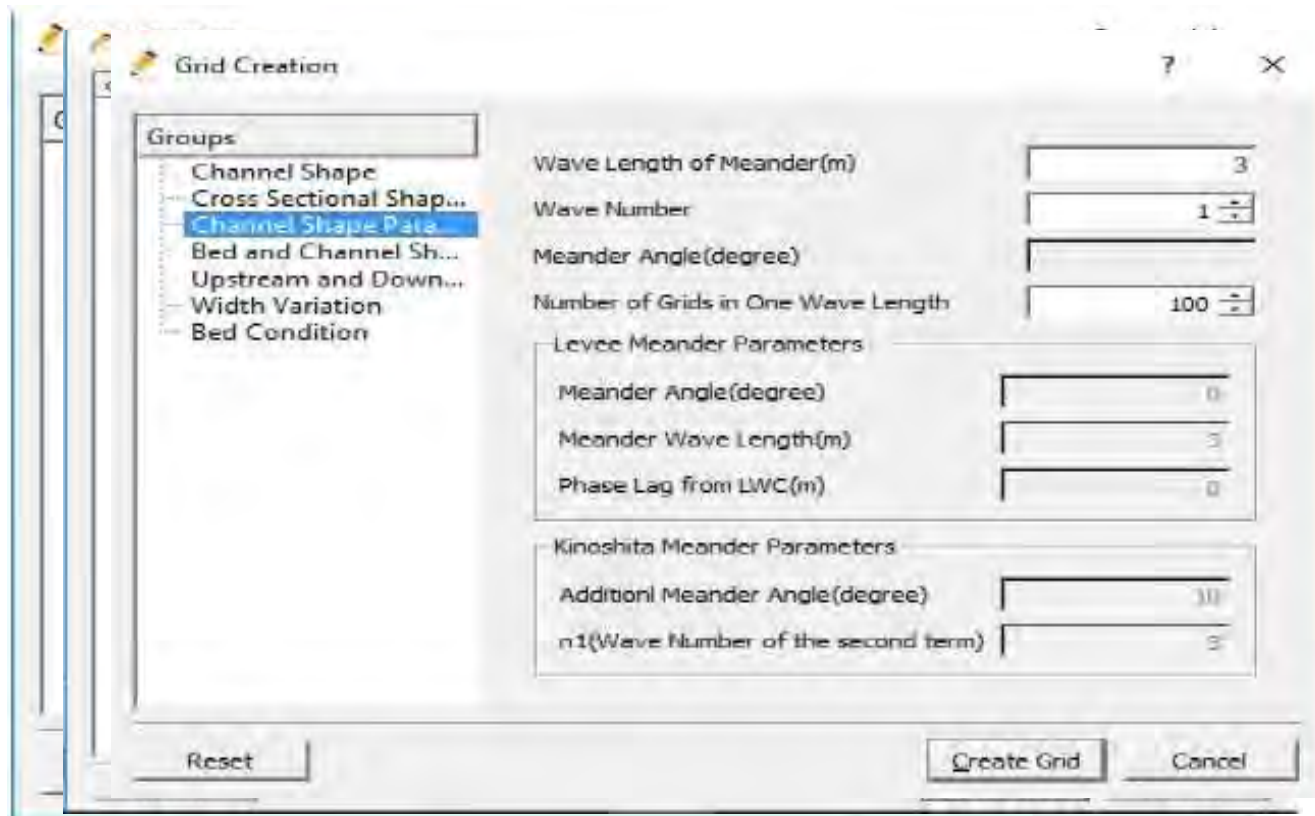 Grid Creation
?
Groups
Channel Shape
Cross Sectional Shap...
Channel Shape Para...
Bed and Channel Sh...
Upstream and Down...
Width Variation
Bed Condition
Wave Length of Meander(m)
3
Wave Number
1
Meander Angle(degree)
Number of Grids in One Wave Length
100
Levee Meander Parameters
Meander Angle(degree)
0
Meander Wave Length(m)
3
Phase Lag from LWC(m)
0
Kinoshita Meander Parameters
Additionl Meander Angle(degree)
10
n1(Wave Number of the second term)
3
Reset
Create Grid
Cancel